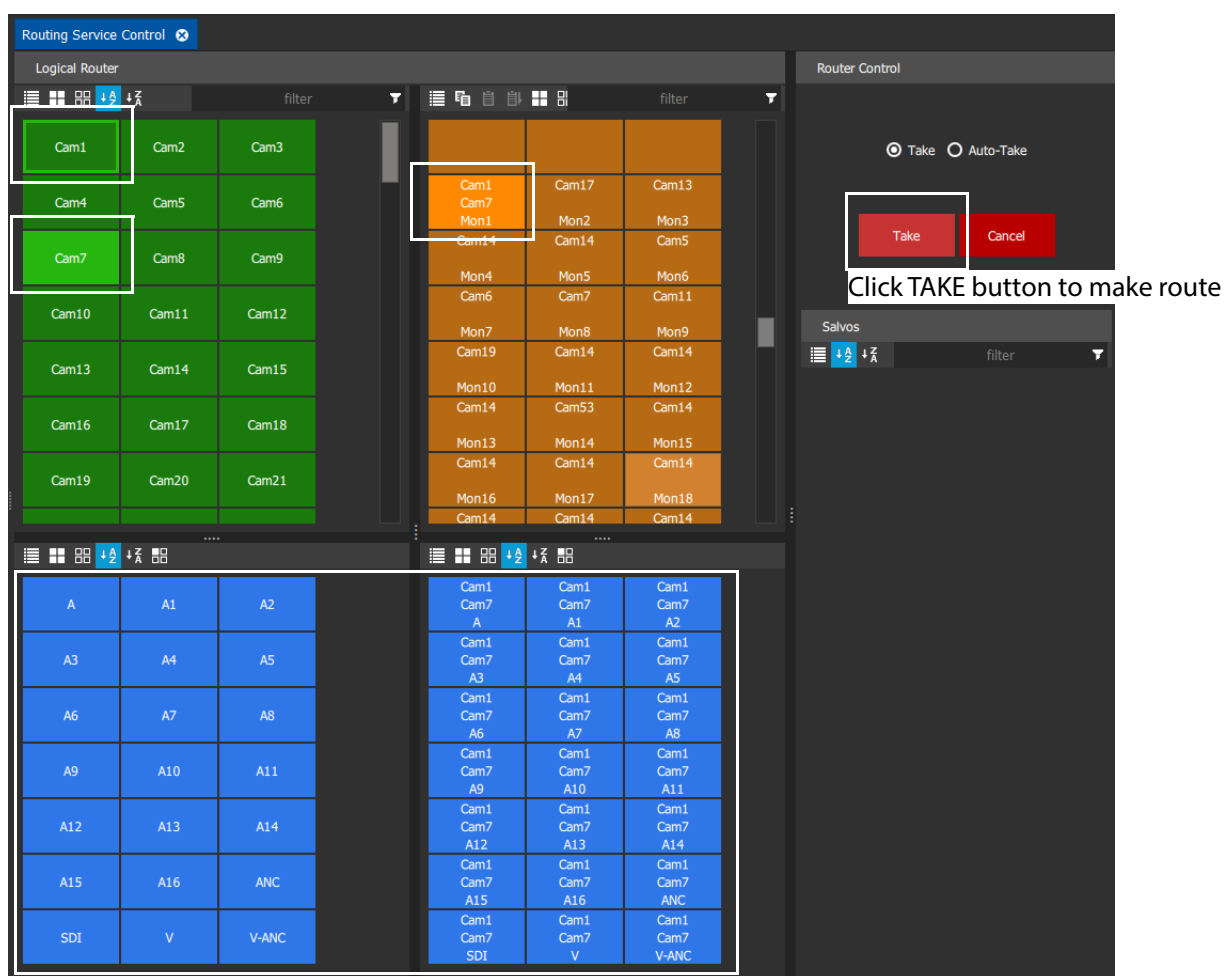 Routing Service Control
Logical Router
Router Control
filter
filter
Cam1 Cam2 Cam3
Cam4 Cam5 Cam6
Cam7 Cam8 Cam9
Cam10 Cam11 Cam12
Cam13 Cam14 Cam15
Cam16 Cam17 Cam18
Cam19 Cam20 Cam21
Cam1 Cam17 Cam13
Cam7
Mon1 Mon2 Mon3
Cam14 Cam14 Cam5
Mon4 Mon5 Mon6
Cam6 Cam7 Cam11
Mon7 Mon8 Mon9
Cam19 Cam14 Cam14
Mon10 Mon11 Mon12
Cam14 Cam53 Cam14
Mon13 Mon14 Mon15
Cam14 Cam14 Cam14
Mon16 Mon17 Mon18
Cam14 Cam14 Cam14
Take Auto-Take
Take Cancel
Click TAKE button to make route
Salvos
filter
A A1 A2
A3 A4 A5
A6 A7 A8
A9 A10 A11
A12 A13 A14
A15 A16 ANC
SDI V V-ANC
Cam1 Cam1 Cam1
Cam7 Cam7 Cam7
A A1 A2
Cam1 Cam1 Cam1
Cam7 Cam7 Cam7
A3 A4 A5
Cam1 Cam1 Cam1
Cam7 Cam7 Cam7
A6 A7 A8
Cam1 Cam1 Cam1
Cam7 Cam7 Cam7
A9 A10 A11
Cam1 Cam1 Cam1
Cam7 Cam7 Cam7
A12 A13 A14
Cam1 Cam1 Cam1
Cam7 Cam7 Cam7
A15 A16 ANC
Cam1 Cam1 Cam1
Cam7 Cam7 Cam7
SDI V V-ANC